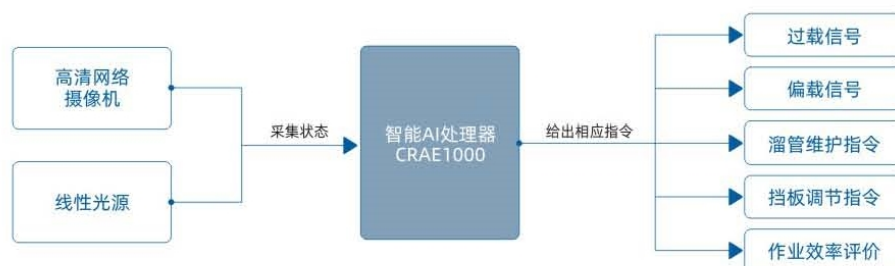 高清网络
摄像机
线性光源
采集状态
智能AI处理器
CRAE1000
给出相应指令
过载信号
偏载信号
溜管维护指令
挡板调节指令
作业效率评价